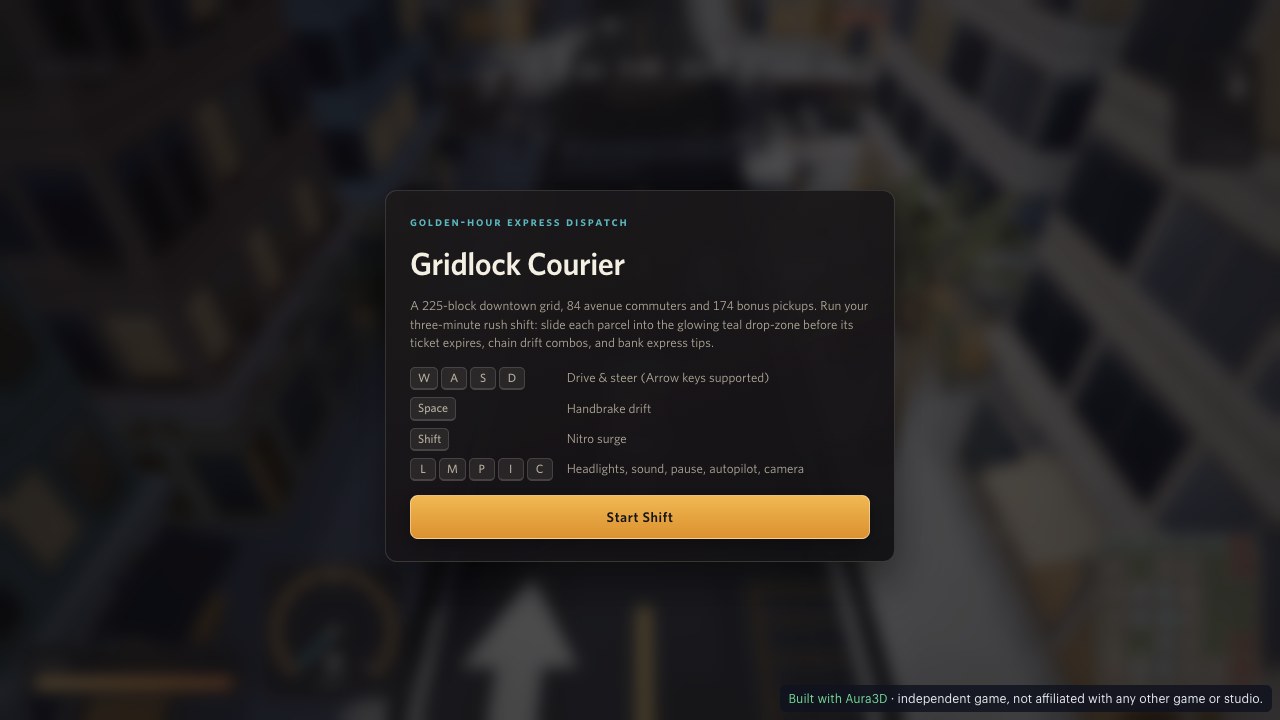 GOLDEN-HOUR EXPRESS DISPATCH
Gridlock Courier
A 225-block downtown grid, 84 avenue commuters and 174 bonus pickups. Run your
three-minute rush shift: slide each parcel into the glowing teal drop-zone before its
ticket expires, chain drift combos, and bank express tips.
W A S D Drive & steer (Arrow keys supported)
Space Handbrake drift
Shift Nitro surge
L M P I C Headlights, sound, pause, autopilot, camera
Start Shift
Built with Aura3D · independent game, not affiliated with any other game or studio.